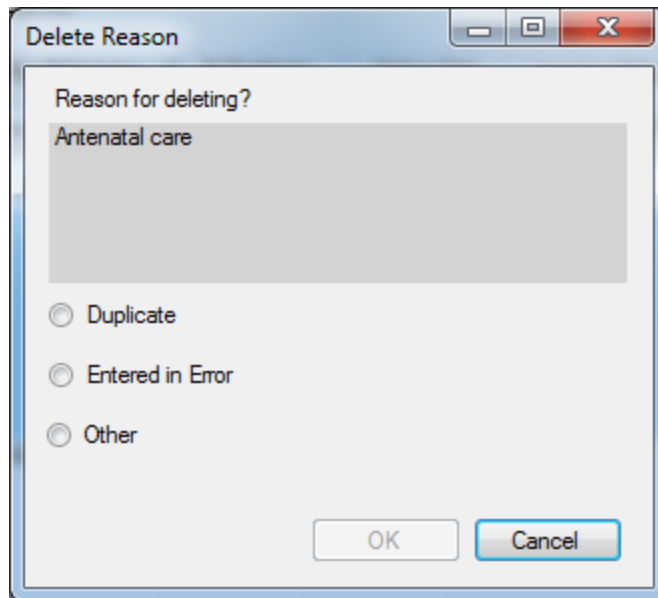 Delete Reason
Reason for deleting?
Antenatal care
Duplicate
Entered in Error
Other
OK
Cancel